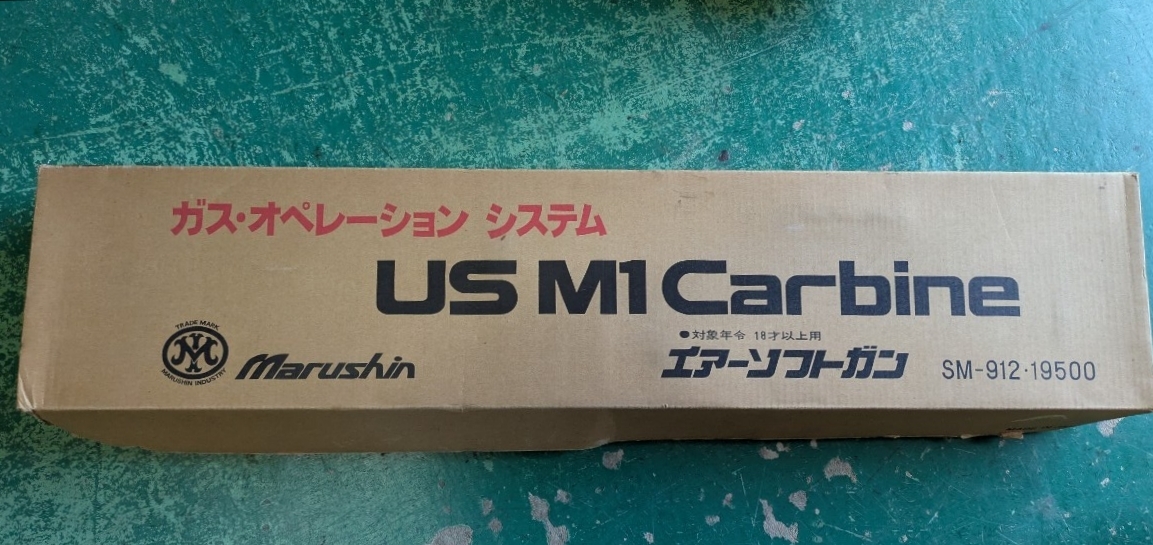 ガス・オペレーション システム
US M1 Carbine
●対象年令 18才以上用
TRADE MARK
M
MARUSHIN INDUSTRY
Marushin
エアーソフトガン
SM-912・19500